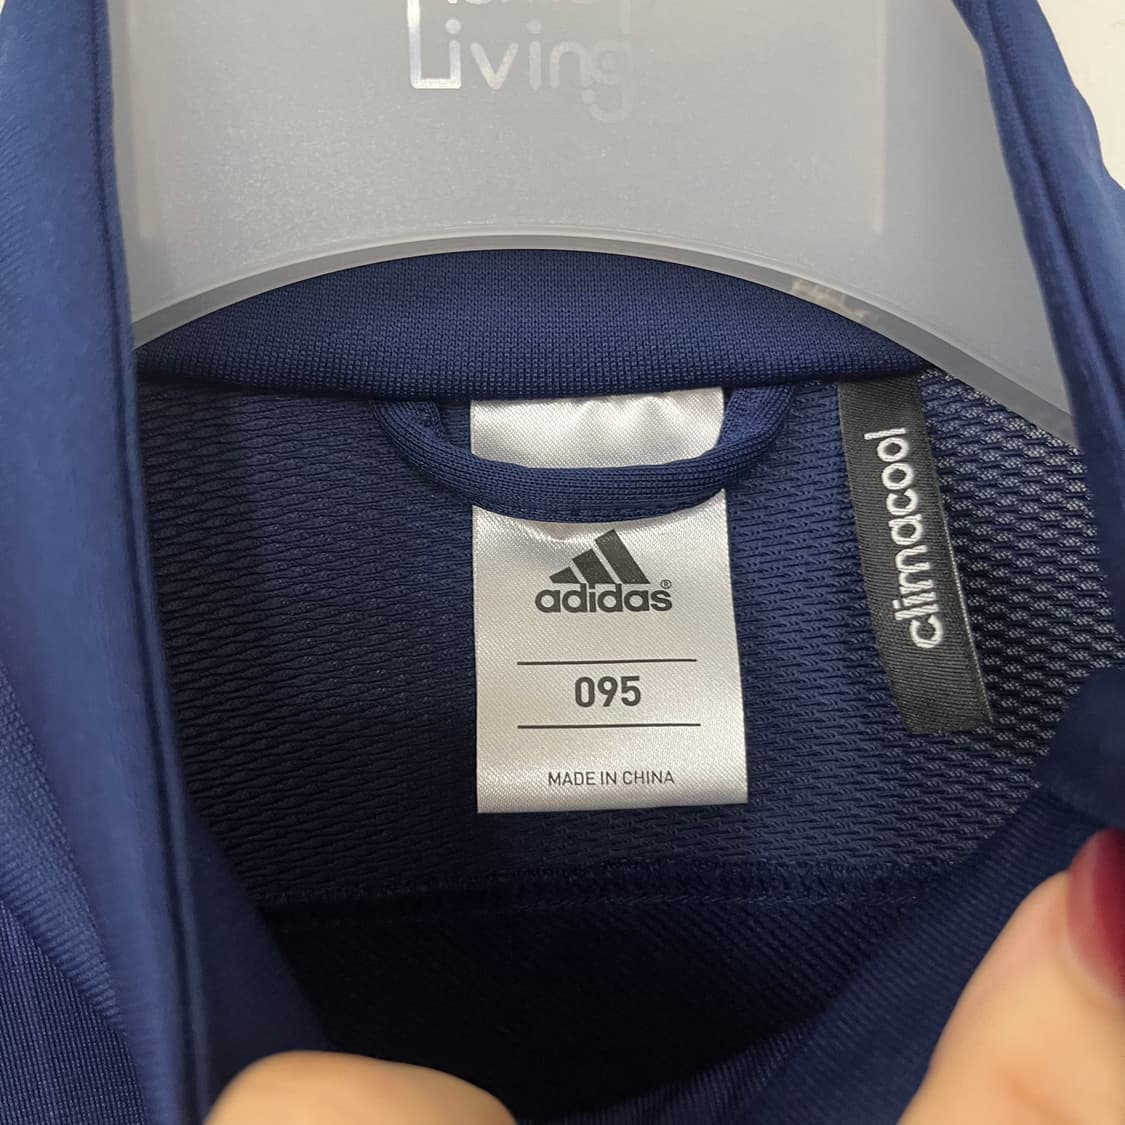 Living
adidas®
095
MADE IN CHINA
climacool